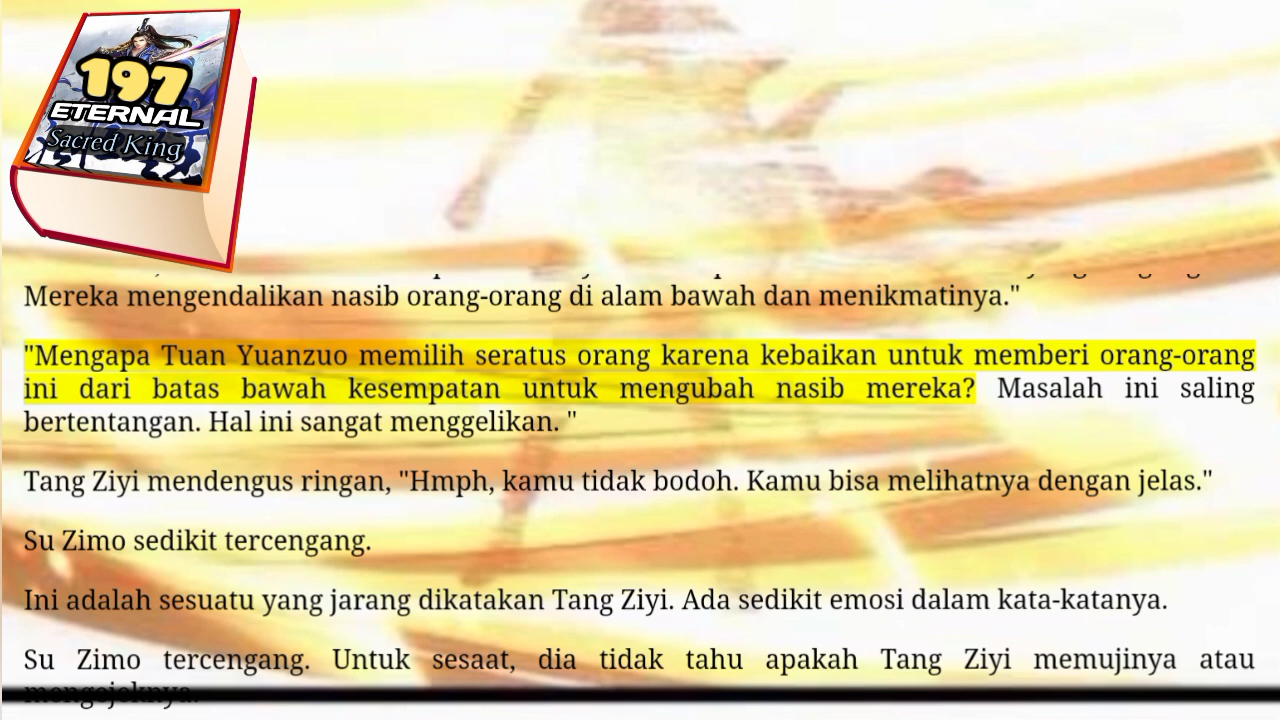 197
ETERNAL
Sacred King
Mereka mengendalikan nasib orang-orang di alam bawah dan menikmatinya."
"Mengapa Tuan Yuanzuo memilih seratus orang karena kebaikan untuk memberi orang-orang
ini dari batas bawah kesempatan untuk mengubah nasib mereka? Masalah ini saling
bertentangan. Hal ini sangat menggelikan. "
Tang Ziyi mendengus ringan, "Hmph, kamu tidak bodoh. Kamu bisa melihatnya dengan jelas."
Su Zimo sedikit tercengang.
Ini adalah sesuatu yang jarang dikatakan Tang Ziyi. Ada sedikit emosi dalam kata-katanya.
Su Zimo tercengang. Untuk sesaat, dia tidak tahu apakah Tang Ziyi memujinya atau
mengejeknya.